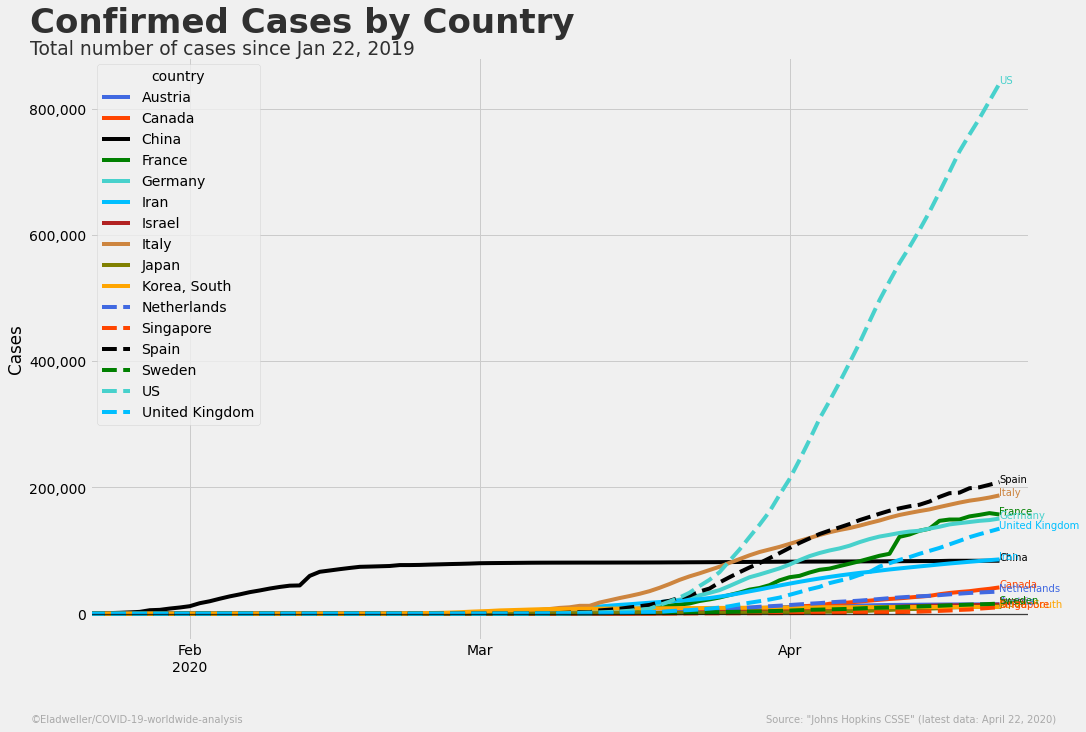 Confirmed Cases by Country
Total number of cases since Jan 22, 2019
country
Austria
Canada
China
France
Germany
Iran
Israel
Italy
Japan
Korea, South
Netherlands
Singapore
Spain
Sweden
US
United Kingdom
Cases
800,000
600,000
400,000
200,000
0
US
Spain
Italy
France
Germany
United Kingdom
China
Canada
Netherlands
Sweden
Singapore
Feb
2020
Mar
Apr
©Eladweller/COVID-19-worldwide-analysis
Source: "Johns Hopkins CSSE" (latest data: April 22, 2020)